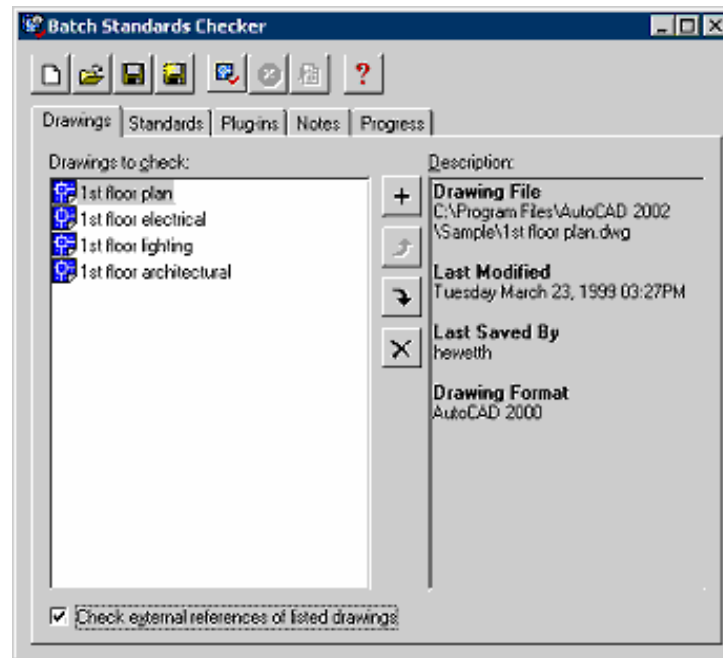 Batch Standards Checker
Drawings
Standards
Plug-ins
Notes
Progress
Drawings to check:
1st floor plan
1st floor electrical
1st floor lighting
1st floor architectural
Description:
Drawing File
C:\Program Files\AutoCAD 2002
\Sample\1st floor plan.dwg
Last Modified
Tuesday March 23, 1999 03:27PM
Last Saved By
hewetth
Drawing Format
AutoCAD 2000
Check external references of listed drawings